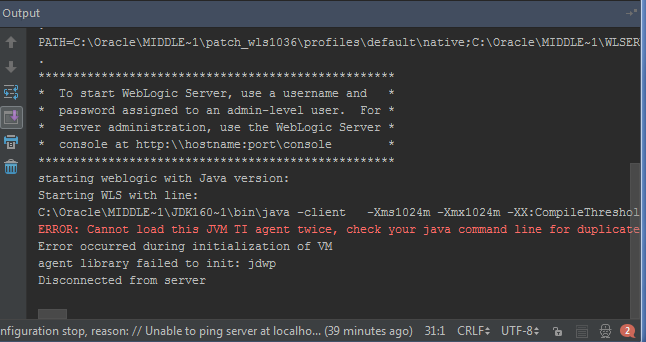 Output
.
PATH=C:\Oracle\MIDDLE~1\patch_wls1036\profiles\default\native;C:\Oracle\MIDDLE~1\WLSER
.
***************************************************
*  To start WebLogic Server, use a username and   *
*  password assigned to an admin-level user.  For *
*  server administration, use the WebLogic Server *
*  console at http:\\hostname:port\console        *
***************************************************
starting weblogic with Java version:
Starting WLS with line:
C:\Oracle\MIDDLE~1\JDK160~1\bin\java -client   -Xms1024m -Xmx1024m -XX:CompileThreshol
ERROR: Cannot load this JVM TI agent twice, check your java command line for duplicate
Error occurred during initialization of VM
agent library failed to init: jdwp
Disconnected from server
nfiguration stop, reason: // Unable to ping server at localho... (39 minutes ago) 31:1 CRLF UTF-8 2